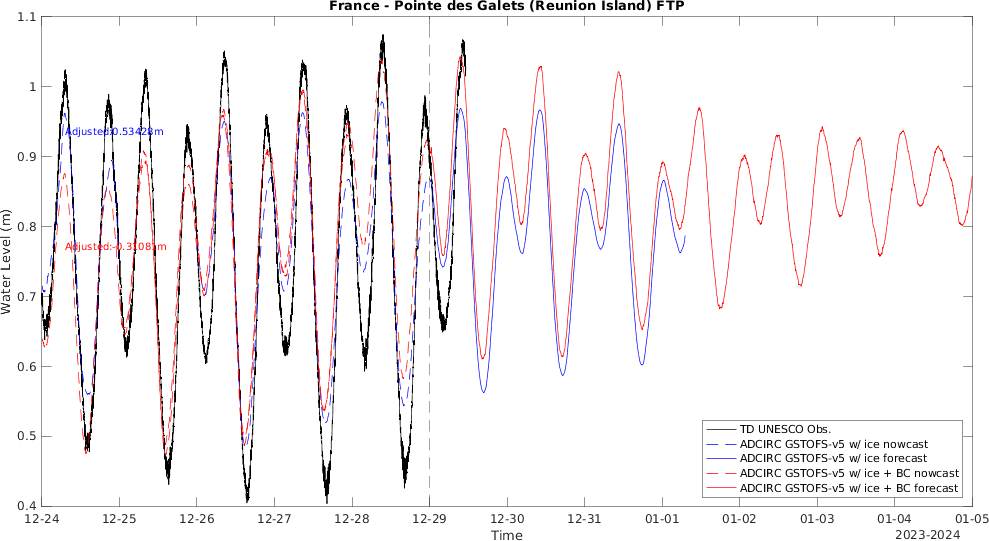 France - Pointe des Galets (Reunion Island) FTP
1.1
1
0.9
0.8
0.7
0.6
0.5
0.4
Water Level (m)
Adjusted:0.53428m
TD UNESCO Obs.
ADCIRC GSTOFS-v5 w/ ice nowcast
ADCIRC GSTOFS-v5 w/ ice forecast
ADCIRC GSTOFS-v5 w/ ice + BC nowcast
ADCIRC GSTOFS-v5 w/ ice + BC forecast
12-24
12-25
12-26
12-27
12-28
12-29
12-30
12-31
01-01
01-02
01-03
01-04
01-05
Time
2023-2024